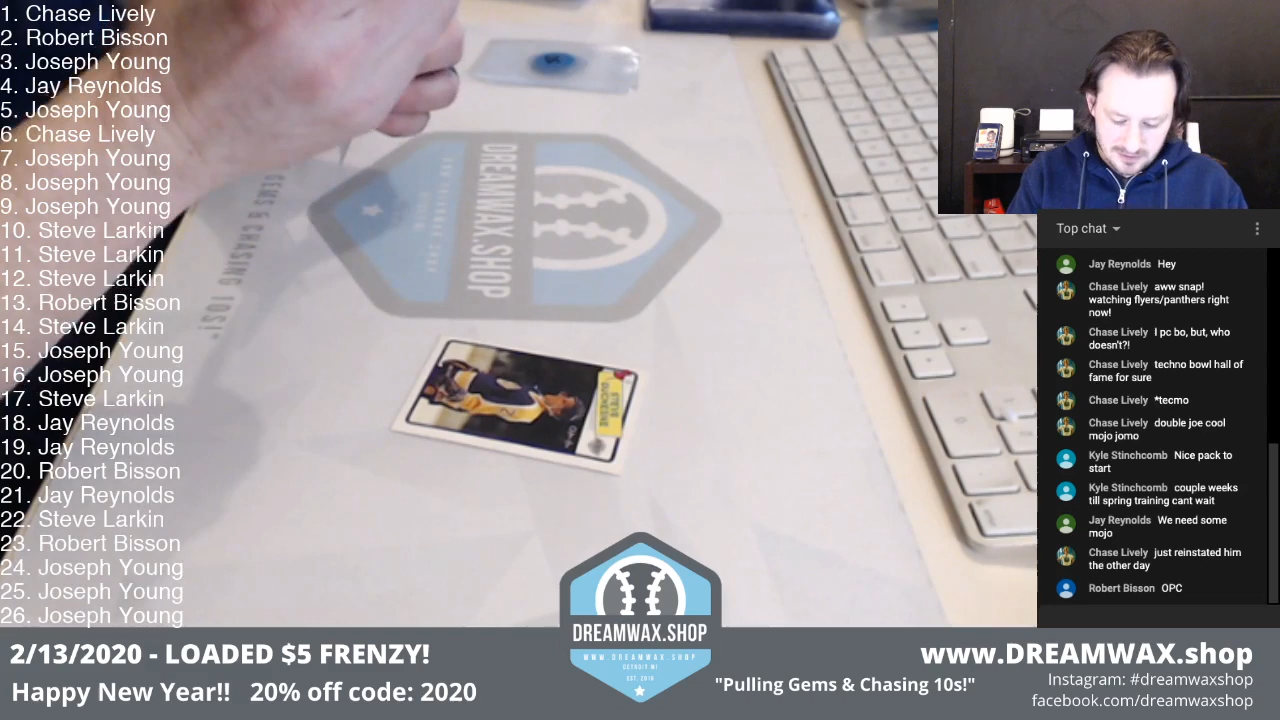 1. Chase Lively
2. Robert Bisson
3. Joseph Young
4. Jay Reynolds
5. Joseph Young
6. Chase Lively
7. Joseph Young
8. Joseph Young
9. Joseph Young
10. Steve Larkin
11. Steve Larkin
12. Steve Larkin
13. Robert Bisson
14. Steve Larkin
15. Joseph Young
16. Joseph Young
17. Steve Larkin
18. Jay Reynolds
19. Jay Reynolds
20. Robert Bisson
21. Jay Reynolds
22. Steve Larkin
23. Robert Bisson
24. Joseph Young
25. Joseph Young
26. Joseph Young
GEMS & CHASING 10S!"
DREAMWAX.SHOP
STEVE
Top chat
Jay Reynolds Hey
Chase Lively aww snap!
watching flyers/panthers right
now!
Chase Lively I pc bo, but, who
doesn't?!
Chase Lively techno bowl hall of
fame for sure
Chase Lively *tecmo
Chase Lively double joe cool
mojo jomo
Kyle Stinchcomb Nice pack to
start
Kyle Stinchcomb couple weeks
till spring training cant wait
Jay Reynolds We need some
mojo
Chase Lively just reinstated him
the other day
Robert Bisson OPC
2/13/2020 - LOADED $5 FRENZY!
Happy New Year!! 20% off code: 2020
DREAMWAX.SHOP
WWW.DREAMWAX.SHOP
DETROIT MI
EST. 2019
"Pulling Gems & Chasing 10s!"
www.DREAMWAX.shop
Instagram: #dreamwaxshop
facebook.com/dreamwaxshop